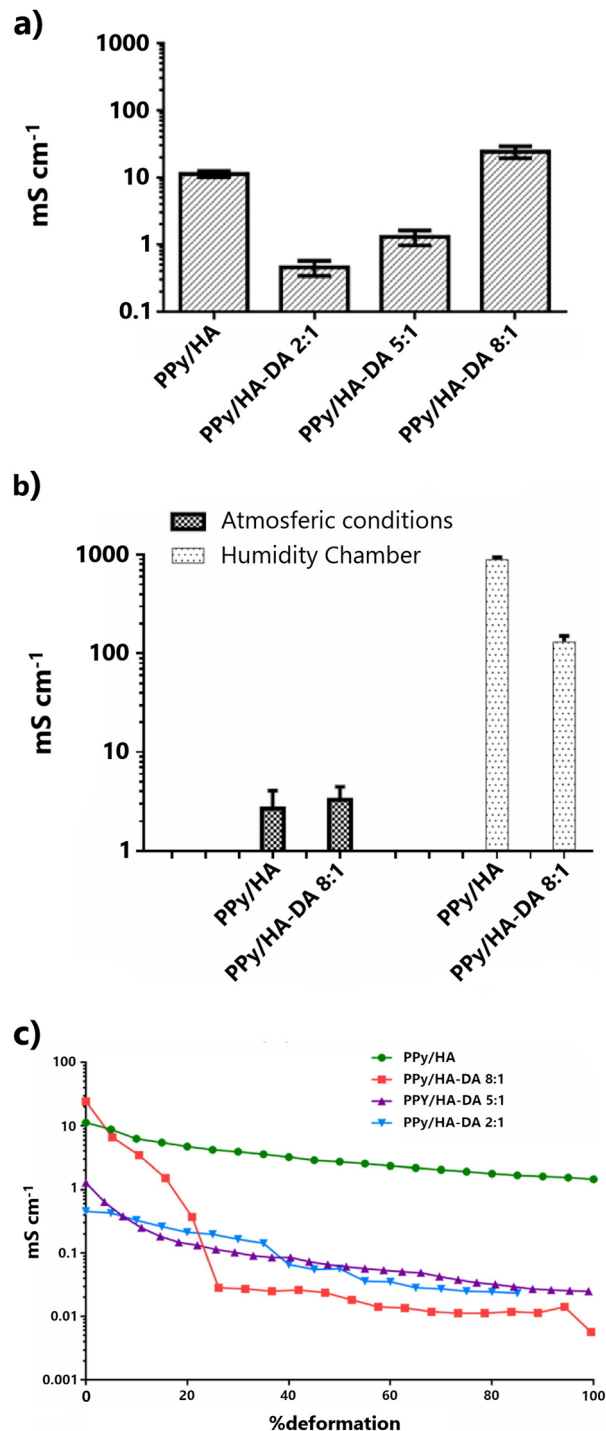 a)
1000
100
10
1
0.1
mS cm-1
PPy/HA
PPy/HA-DA 2:1
PPy/HA-DA 5:1
PPy/HA-DA 8:1
b)
Atmosferic conditions
Humidity Chamber
1000
100
10
1
mS cm-1
PPy/HA
PPy/HA-DA 8:1
PPy/HA
PPy/HA-DA 8:1
c)
PPy/HA
PPy/HA-DA 8:1
PPY/HA-DA 5:1
PPy/HA-DA 2:1
100
10
1
0.1
0.01
0.001
mS cm-1
0 20 40 60 80 100
%deformation